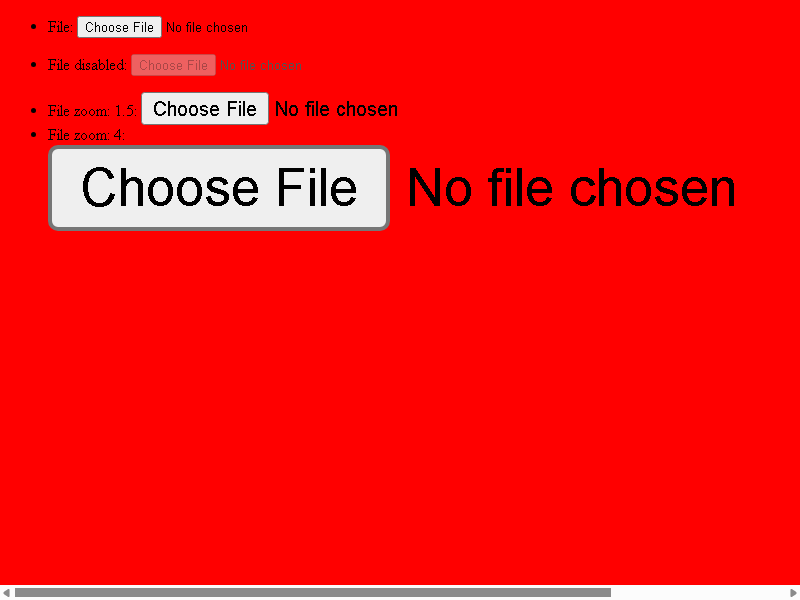 File: Choose File No file chosen
File disabled: Choose File No file chosen
File zoom: 1.5: Choose File No file chosen
File zoom: 4:
Choose File No file chosen